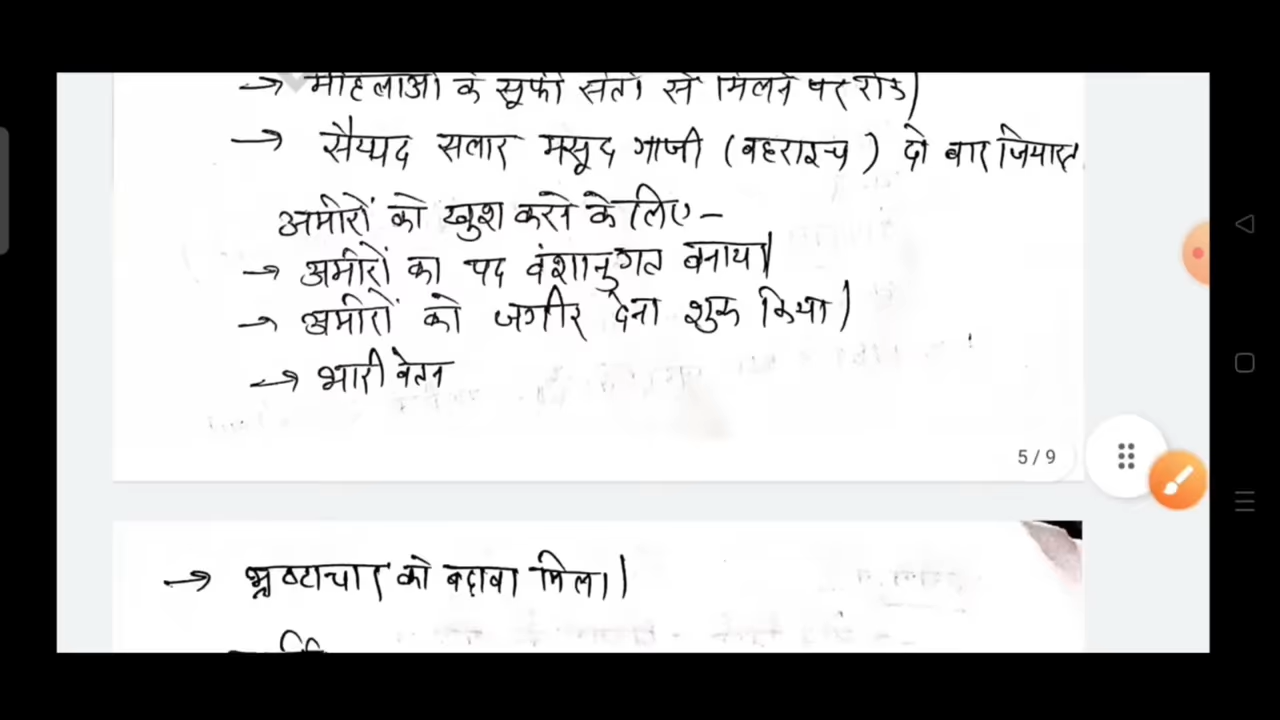 → महिलाओं के सूफी संतों से मिलने पर रोक।
→ सैय्यद सलार मसूद गाजी (बहराइच) दो बार जियारत
अमीरों को खुश करने के लिए –
→ अमीरों का पद वंशानुगत बनाया।
→ अमीरों को जगीर देना शुरू किया।
→ भारी वेतन
5 / 9
→ भ्रष्टाचार को बढावा मिला।